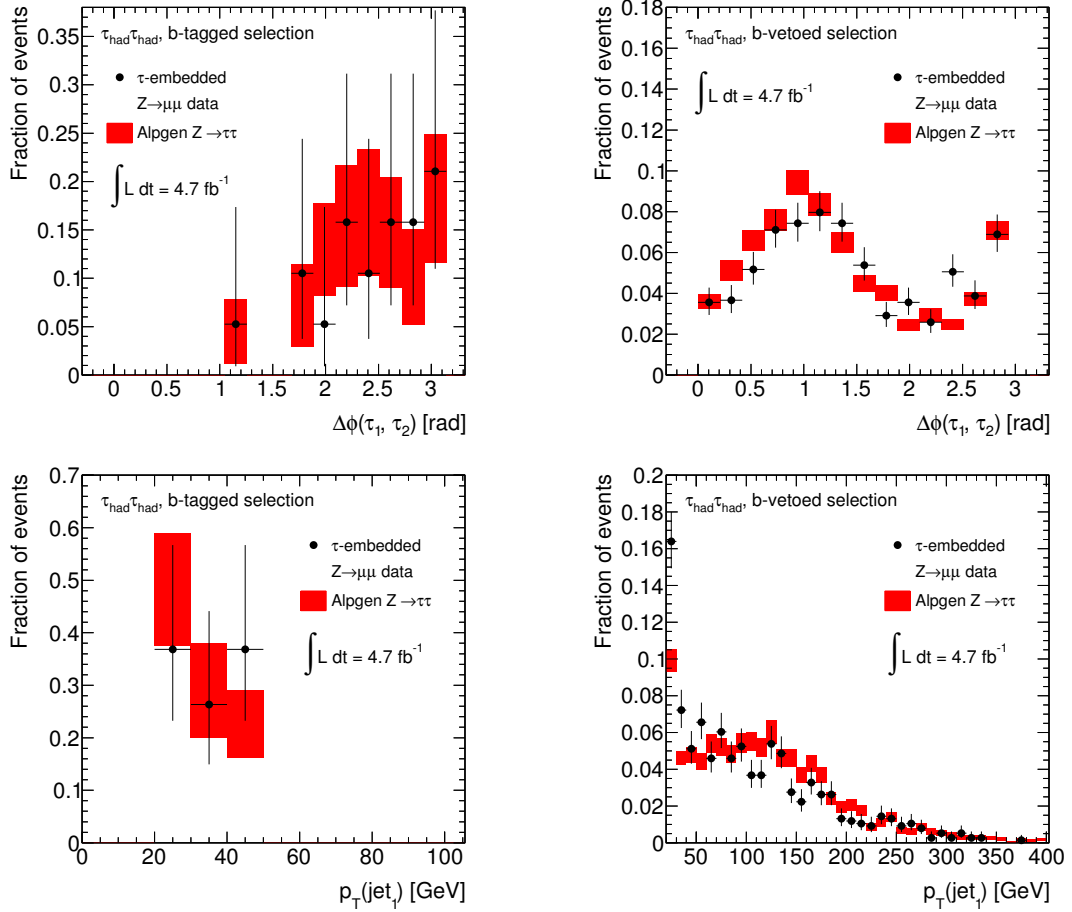 τhadτhad, b-tagged selection
τ-embedded
Z→μμ data
Alpgen Z→ττ
∫L dt = 4.7 fb-1
Fraction of events
0.35
0.3
0.25
0.2
0.15
0.1
0.05
0
0 0.5 1 1.5 2 2.5 3
Δϕ(τ1, τ2) [rad]
τhadτhad, b-vetoed selection
τ-embedded
Z→μμ data
Alpgen Z→ττ
∫L dt = 4.7 fb-1
Fraction of events
0.18
0.16
0.14
0.12
0.1
0.08
0.06
0.04
0.02
0
0 0.5 1 1.5 2 2.5 3
Δϕ(τ1, τ2) [rad]
τhadτhad, b-tagged selection
τ-embedded
Z→μμ data
Alpgen Z→ττ
∫L dt = 4.7 fb-1
Fraction of events
0.7
0.6
0.5
0.4
0.3
0.2
0.1
0
0 20 40 60 80 100
pT(jet1) [GeV]
τhadτhad, b-vetoed selection
τ-embedded
Z→μμ data
Alpgen Z→ττ
∫L dt = 4.7 fb-1
Fraction of events
0.2
0.18
0.16
0.14
0.12
0.1
0.08
0.06
0.04
0.02
0
50 100 150 200 250 300 350 400
pT(jet1) [GeV]